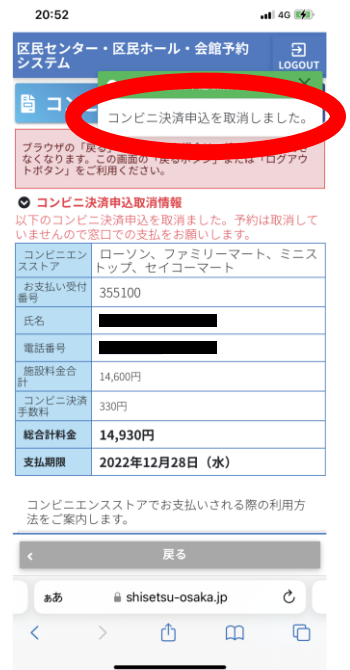 20:52
4G
区民センター・区民ホール・会館予約
システム
LOGOUT
コン
コンビニ決済申込を取消しました。
ブラウザの「戻
なくなります。この画面の「戻るボタン」または「ログアウ
トボタン」をご利用ください。
コンビニ決済申込取消情報
以下のコンビニ決済申込を取消ました。予約は取消して
いませんので窓口での支払をお願いします。
コンビニエン
スストア
ローソン、ファミリーマート、ミニス
トップ、セイコーマート
お支払い受付
番号
355100
氏名
電話番号
施設料金合
計
14,600円
コンビニ決済
手数料
330円
総合計料金
14,930円
支払期限
2022年12月28日（水）
コンビニエンスストアでお支払いされる際の利用方
法をご案内します。
戻る
ぁあ
shisetsu-osaka.jp